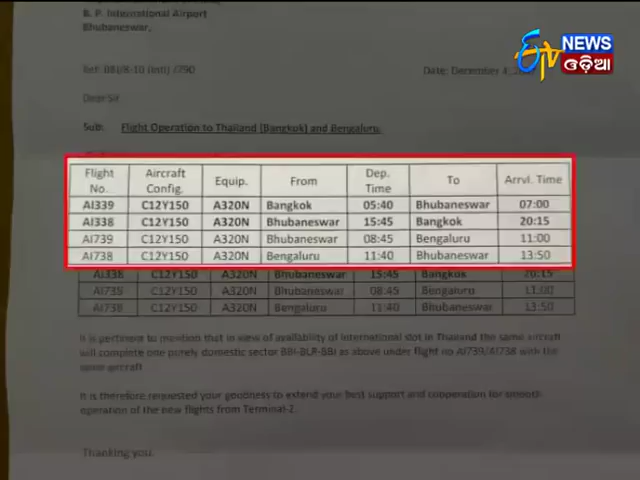 B. P. International Airport
Bhubaneswar,
ETV NEWS
ଓଡ଼ିଆ
Ref: BBI/8-10 (Intl) /290
Date: December 4,
Dear Sir
Sub: Flight Operation to Thailand [Bangkok] and Bengaluru.
Flight No. Aircraft Config. Equip. From Dep. Time To Arrvl. Time
AI339 C12Y150 A320N Bangkok 05:40 Bhubaneswar 07:00
AI338 C12Y150 A320N Bhubaneswar 15:45 Bangkok 20:15
AI739 C12Y150 A320N Bhubaneswar 08:45 Bengaluru 11:00
AI738 C12Y150 A320N Bengaluru 11:40 Bhubaneswar 13:50
AI338 C12Y150 A320N Bhubaneswar 15:45 Bangkok 20:15
AI739 C12Y150 A320N Bhubaneswar 08:45 Bengaluru 11:00
AI738 C12Y150 A320N Bengaluru 11:40 Bhubaneswar 13:50
It is pertinent to mention that in view of availability of international slot in Thailand the same aircraft
will complete one purely domestic sector BBI-BLR-BBI as above under flight no AI739/AI738 with the
same aircraft
It is therefore requested your goodness to extend your best support and cooperation for smooth
operation of the new flights from Terminal-2.
Thanking you.